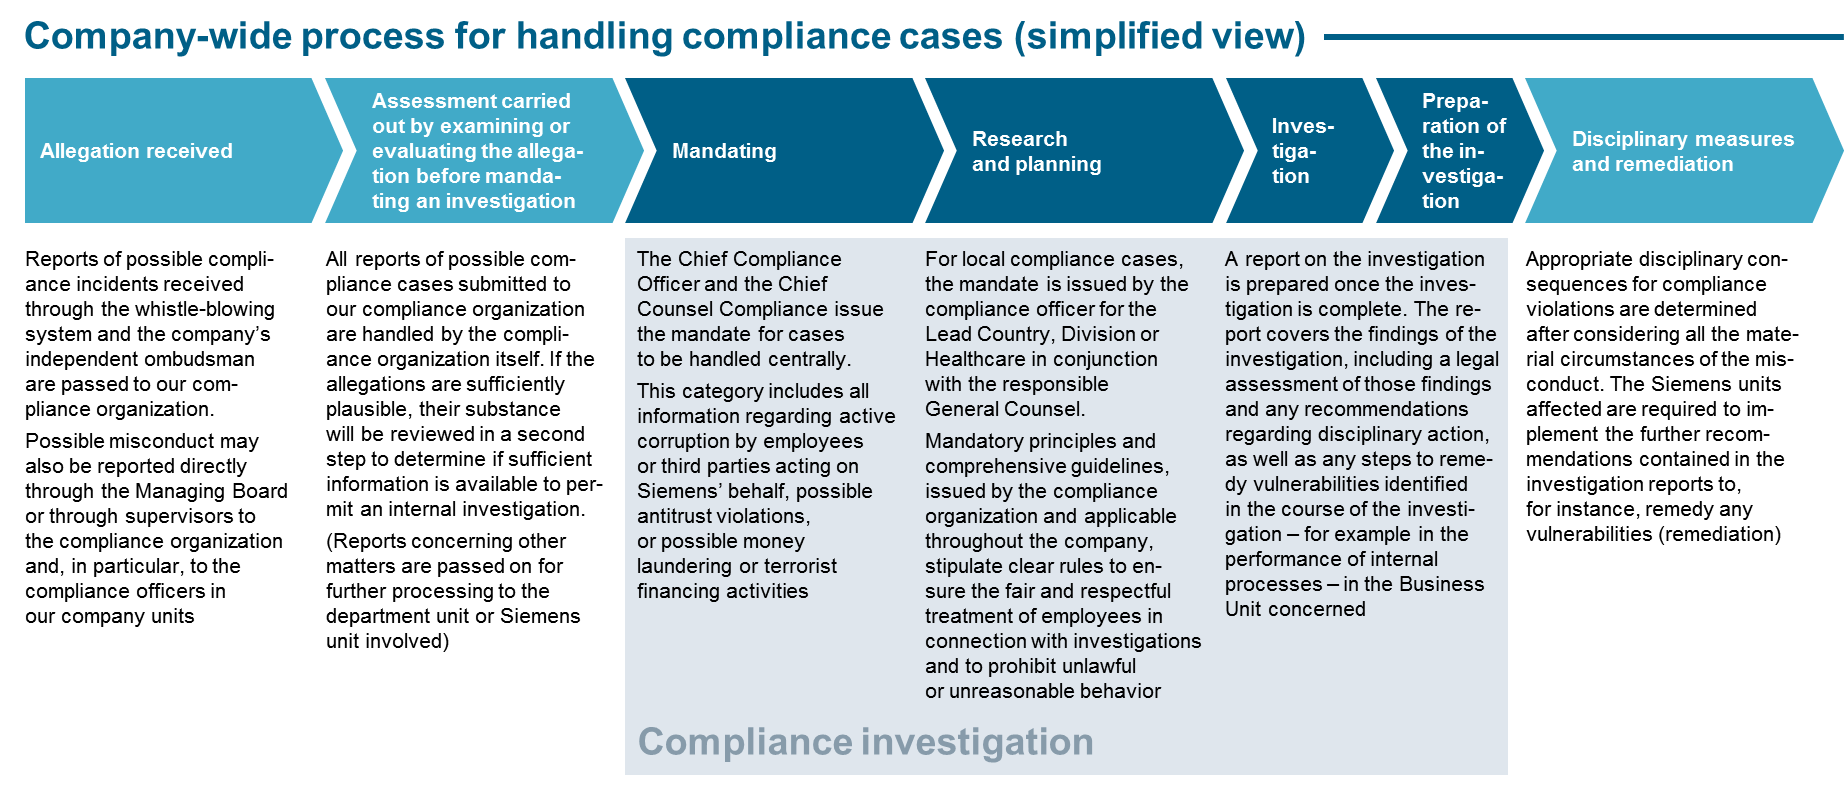 Company-wide process for handling compliance cases (simplified view)
Allegation received
Assessment carried
out by examining or
evaluating the allega-
tion before manda-
ting an investigation
Mandating
Research
and planning
Inves-
tiga-
tion
Prepa-
ration of
the in-
vestiga-
tion
Disciplinary measures
and remediation
Reports of possible compli-
ance incidents received
through the whistle-blowing
system and the company’s
independent ombudsman
are passed to our com-
pliance organization.
Possible misconduct may
also be reported directly
through the Managing Board
or through supervisors to
the compliance organization
and, in particular, to the
compliance officers in
our company units
All reports of possible com-
pliance cases submitted to
our compliance organization
are handled by the compli-
ance organization itself. If the
allegations are sufficiently
plausible, their substance
will be reviewed in a second
step to determine if sufficient
information is available to per-
mit an internal investigation.
(Reports concerning other
matters are passed on for
further processing to the
department unit or Siemens
unit involved)
The Chief Compliance
Officer and the Chief
Counsel Compliance issue
the mandate for cases
to be handled centrally.
This category includes all
information regarding active
corruption by employees
or third parties acting on
Siemens’ behalf, possible
antitrust violations,
or possible money
laundering or terrorist
financing activities
For local compliance cases,
the mandate is issued by the
compliance officer for the
Lead Country, Division or
Healthcare in conjunction
with the responsible
General Counsel.
Mandatory principles and
comprehensive guidelines,
issued by the compliance
organization and applicable
throughout the company,
stipulate clear rules to en-
sure the fair and respectful
treatment of employees in
connection with investigations
and to prohibit unlawful
or unreasonable behavior
A report on the investigation
is prepared once the inves-
tigation is complete. The re-
port covers the findings of the
investigation, including a legal
assessment of those findings
and any recommendations
regarding disciplinary action,
as well as any steps to reme-
dy vulnerabilities identified
in the course of the investi-
gation – for example in the
performance of internal
processes – in the Business
Unit concerned
Appropriate disciplinary con-
sequences for compliance
violations are determined
after considering all the mate-
rial circumstances of the mis-
conduct. The Siemens units
affected are required to im-
plement the further recom-
mendations contained in the
investigation reports to,
for instance, remedy any
vulnerabilities (remediation)
Compliance investigation